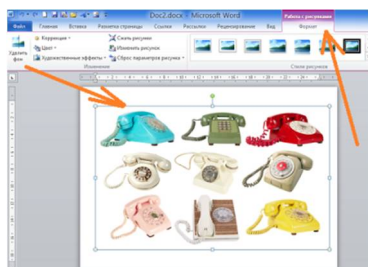 Doc2.docx - Microsoft Word
Работа с рисунками
Файл Главная Вставка Разметка страницы Ссылки Рассылки Рецензирование Вид Формат
Удалить фон
Коррекция
Цвет
Художественные эффекты
Сжать рисунки
Изменить рисунок
Сброс параметров рисунка
Изменение
Стили рисунков